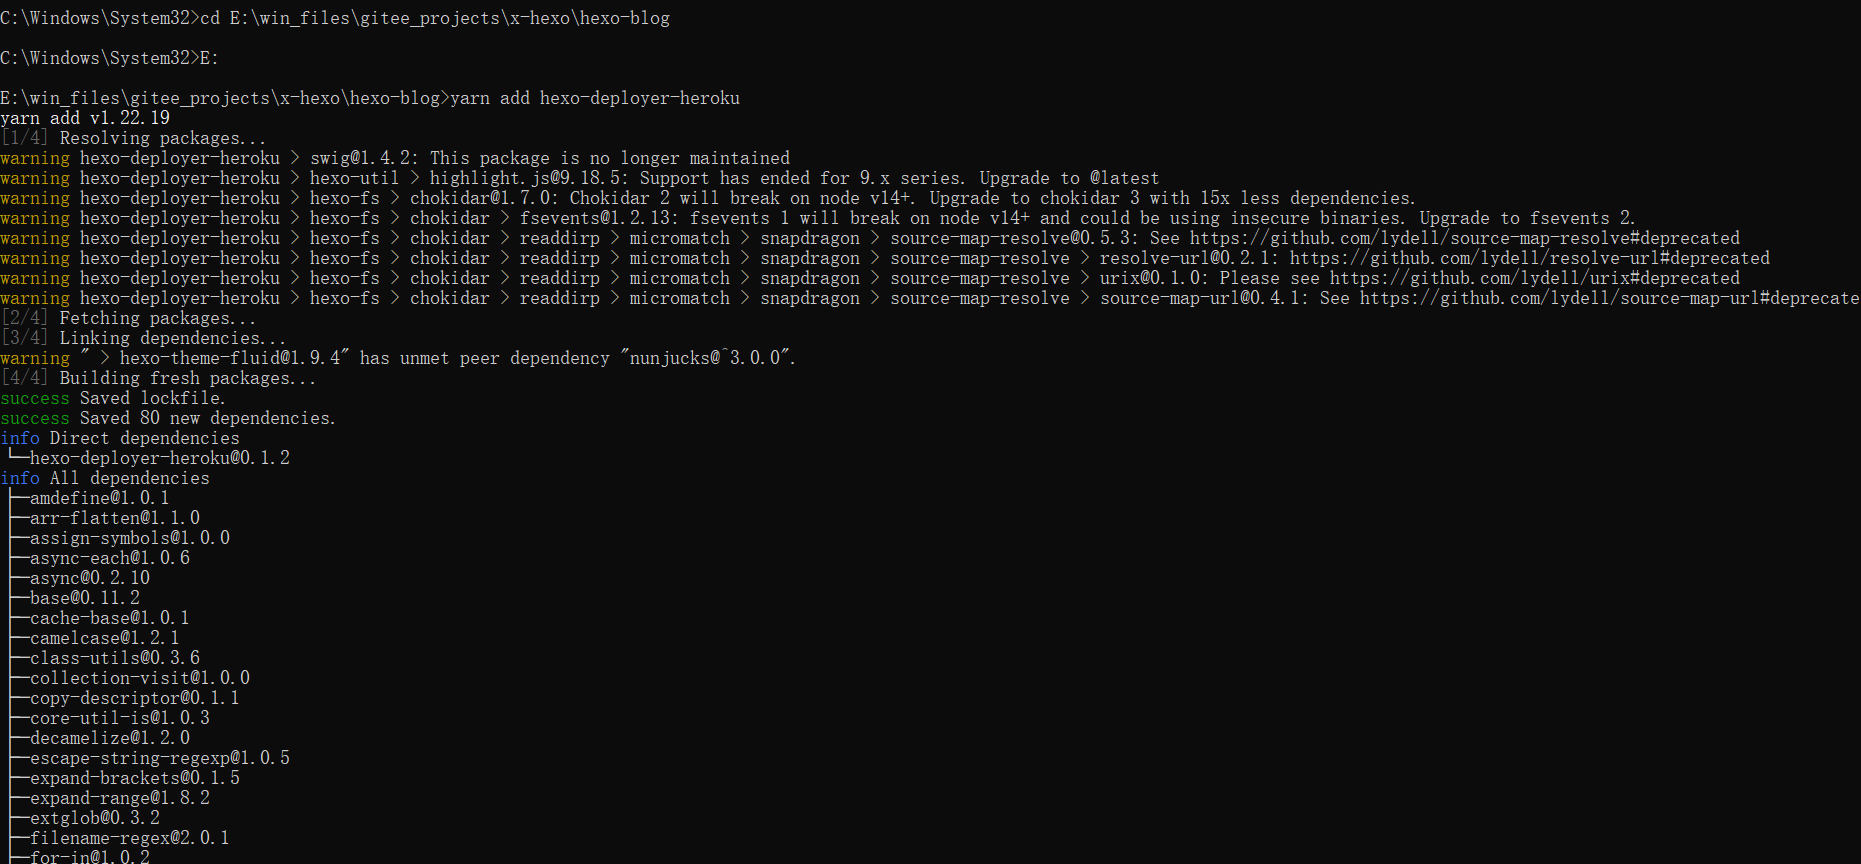 C:\Windows\System32>cd E:\win_files\gitee_projects\x-hexo\hexo-blog
C:\Windows\System32>E:
E:\win_files\gitee_projects\x-hexo\hexo-blog>yarn add hexo-deployer-heroku
yarn add v1.22.19
[1/4] Resolving packages...
warning hexo-deployer-heroku > swig@1.4.2: This package is no longer maintained
warning hexo-deployer-heroku > hexo-util > highlight.js@9.18.5: Support has ended for 9.x series. Upgrade to @latest
warning hexo-deployer-heroku > hexo-fs > chokidar@1.7.0: Chokidar 2 will break on node v14+. Upgrade to chokidar 3 with 15x less dependencies.
warning hexo-deployer-heroku > hexo-fs > chokidar > fsevents@1.2.13: fsevents 1 will break on node v14+ and could be using insecure binaries. Upgrade to fsevents 2.
warning hexo-deployer-heroku > hexo-fs > chokidar > readdirp > micromatch > snapdragon > source-map-resolve@0.5.3: See https://github.com/lydell/source-map-resolve#deprecated
warning hexo-deployer-heroku > hexo-fs > chokidar > readdirp > micromatch > snapdragon > source-map-resolve > resolve-url@0.2.1: https://github.com/lydell/resolve-url#deprecated
warning hexo-deployer-heroku > hexo-fs > chokidar > readdirp > micromatch > snapdragon > source-map-resolve > urix@0.1.0: Please see https://github.com/lydell/urix#deprecated
warning hexo-deployer-heroku > hexo-fs > chokidar > readdirp > micromatch > snapdragon > source-map-resolve > source-map-url@0.4.1: See https://github.com/lydell/source-map-url#deprecate
[2/4] Fetching packages...
[3/4] Linking dependencies...
warning " > hexo-theme-fluid@1.9.4" has unmet peer dependency "nunjucks@^3.0.0".
[4/4] Building fresh packages...
success Saved lockfile.
success Saved 80 new dependencies.
info Direct dependencies
└─hexo-deployer-heroku@0.1.2
info All dependencies
├─amdefine@1.0.1
├─arr-flatten@1.1.0
├─assign-symbols@1.0.0
├─async-each@1.0.6
├─async@0.2.10
├─base@0.11.2
├─cache-base@1.0.1
├─camelcase@1.2.1
├─class-utils@0.3.6
├─collection-visit@1.0.0
├─copy-descriptor@0.1.1
├─core-util-is@1.0.3
├─decamelize@1.2.0
├─escape-string-regexp@1.0.5
├─expand-brackets@0.1.5
├─expand-range@1.8.2
├─extglob@0.3.2
├─filename-regex@2.0.1
├─for-in@1.0.2